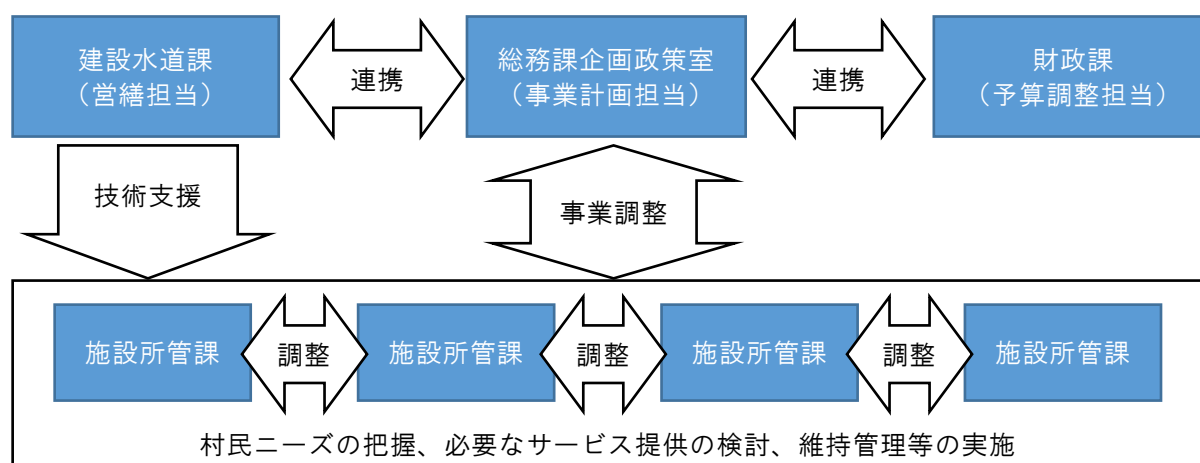 建設水道課
（営繕担当）
連携
総務課企画政策室
（事業計画担当）
連携
財政課
（予算調整担当）
技術支援
事業調整
施設所管課
調整
施設所管課
調整
施設所管課
調整
施設所管課
村民ニーズの把握、必要なサービス提供の検討、維持管理等の実施